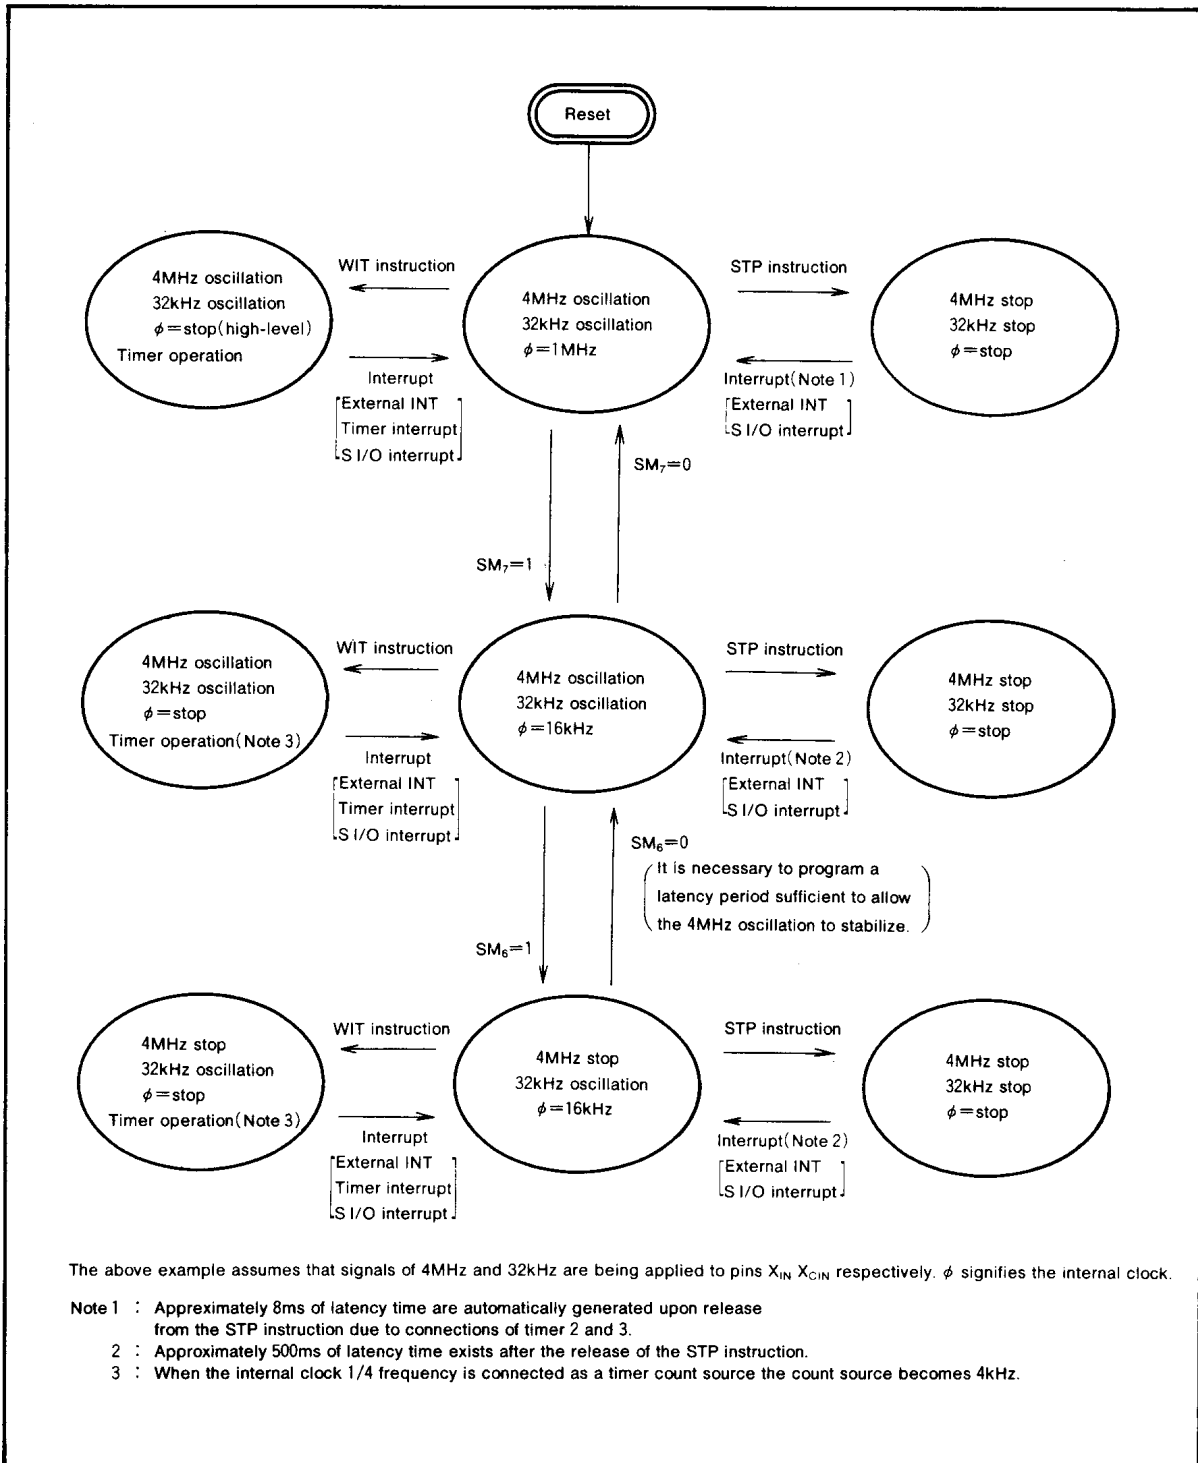 Reset
WIT instruction
STP instruction
4MHz oscillation
32kHz oscillation
ϕ=stop(high-level)
Timer operation
4MHz oscillation
32kHz oscillation
ϕ=1MHz
4MHz stop
32kHz stop
ϕ=stop
Interrupt
External INT
Timer interrupt
S I/O interrupt
Interrupt(Note 1)
External INT
S I/O interrupt
SM₇=0
SM₇=1
WIT instruction
STP instruction
4MHz oscillation
32kHz oscillation
ϕ=stop
Timer operation(Note 3)
4MHz oscillation
32kHz oscillation
ϕ=16kHz
4MHz stop
32kHz stop
ϕ=stop
Interrupt
External INT
Timer interrupt
S I/O interrupt
Interrupt(Note 2)
External INT
S I/O interrupt
SM₆=0
(It is necessary to program a
latency period sufficient to allow
the 4MHz oscillation to stabilize.)
SM₆=1
WIT instruction
STP instruction
4MHz stop
32kHz oscillation
ϕ=stop
Timer operation(Note 3)
4MHz stop
32kHz oscillation
ϕ=16kHz
4MHz stop
32kHz stop
ϕ=stop
Interrupt
External INT
Timer interrupt
S I/O interrupt
Interrupt(Note 2)
External INT
S I/O interrupt
The above example assumes that signals of 4MHz and 32kHz are being applied to pins X_IN X_CIN respectively. ϕ signifies the internal clock.
Note 1 : Appreximately 8ms of latency time are automatically generated upon release
from the STP instruction due to connections of timer 2 and 3.
2 : Approximately 500ms of latency time exists after the release of the STP instruction.
3 : When the internal clock 1/4 frequency is connected as a timer count source the count source becomes 4kHz.